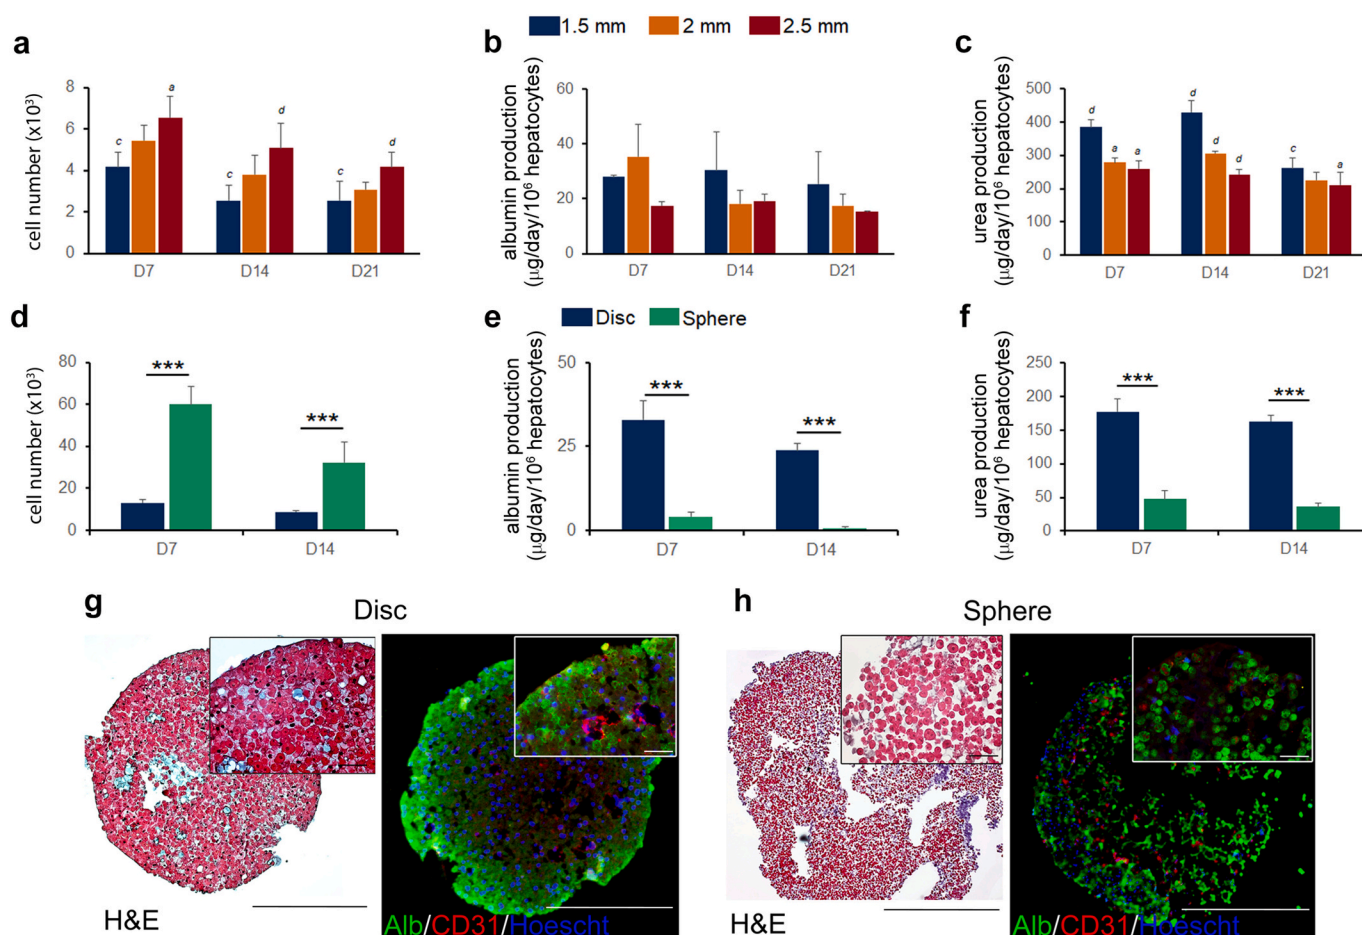 1.5 mm 2 mm 2.5 mm
a
cell number (x10³)
8
6
4
2
0
c
a
c
d
c
d
D7 D14 D21
b
albumin production
(μg/day/10⁶ hepatocytes)
60
40
20
0
D7 D14 D21
c
urea production
(μg/day/10⁶ hepatocytes)
500
400
300
200
100
0
d
a
a
d
d
d
c
a
D7 D14 D21
Disc Sphere
d
cell number (x10³)
80
60
40
20
0
***
***
D7 D14
e
albumin production
(μg/day/10⁶ hepatocytes)
50
25
0
***
***
D7 D14
f
urea production
(μg/day/10⁶ hepatocytes)
250
200
150
100
50
0
***
***
D7 D14
g
Disc
H&E
Alb/CD31/Hoescht
h
Sphere
H&E
Alb/CD31/Hoescht